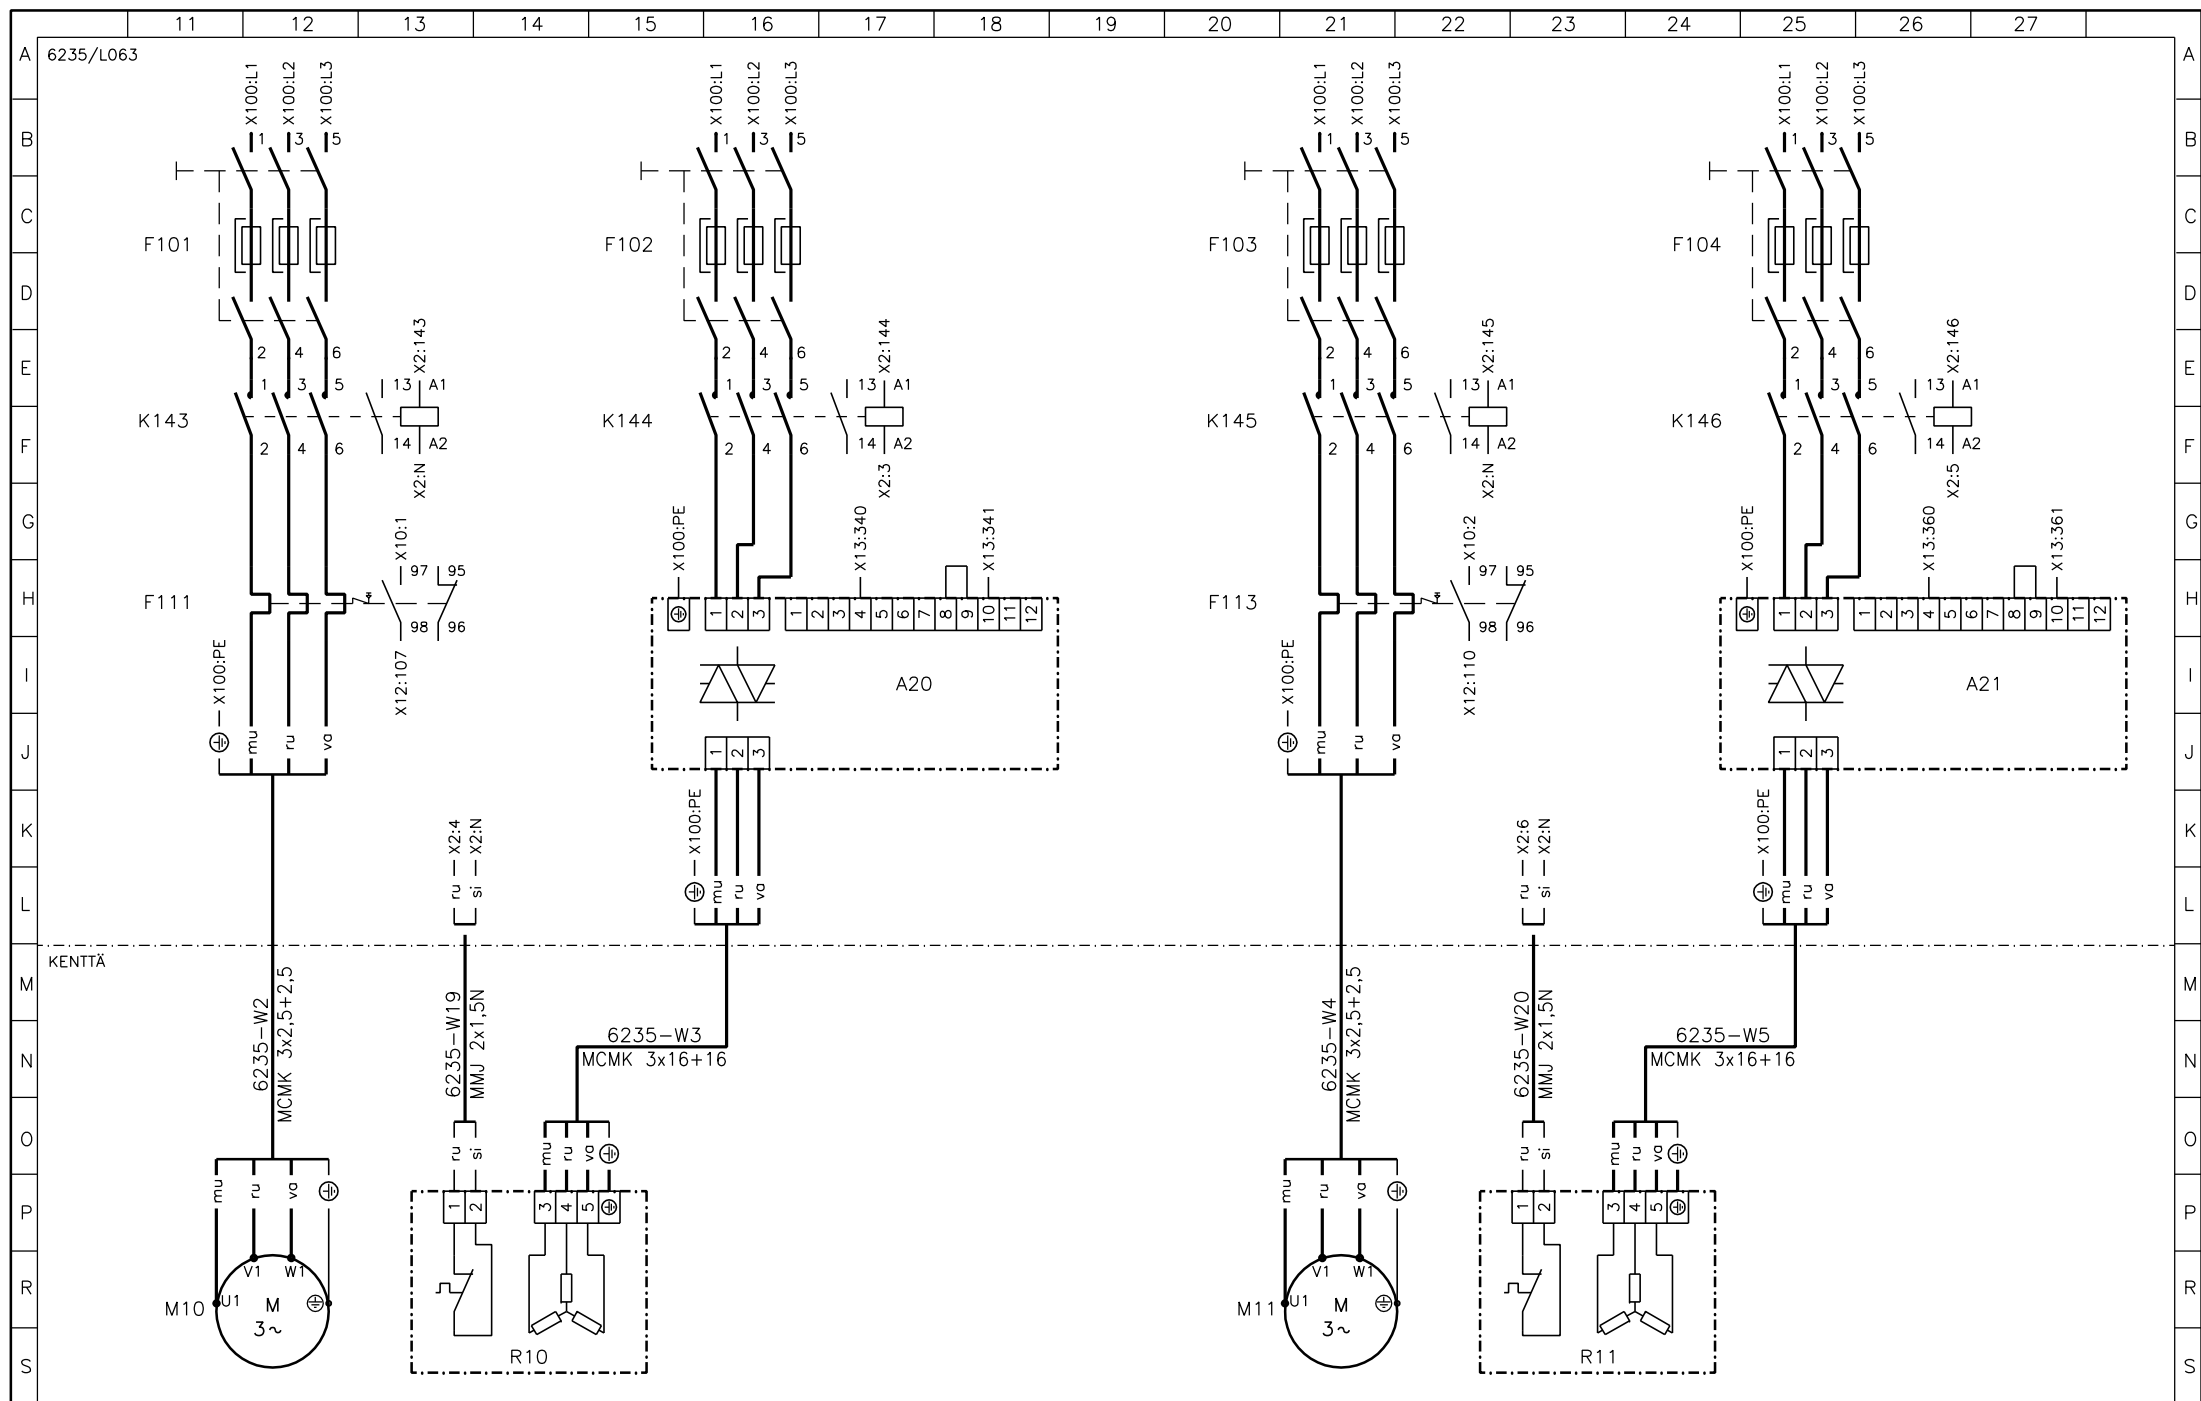 11 12 13 14 15 16 17 18 19 20 21 22 23 24 25 26 27
A 6235/L063 A
X100:L1 X100:L2 X100:L3 X100:L1 X100:L2 X100:L3 X100:L1 X100:L2 X100:L3 X100:L1 X100:L2 X100:L3
B 1 3 5 1 3 5 1 3 5 1 3 5 B
C C
F101 F102 F103 F104
D D
X2:143 X2:144 X2:145 X2:146
2 4 6 2 4 6 2 4 6 2 4 6
E E
1 3 5 13 A1 1 3 5 13 A1 1 3 5 13 A1 1 3 5 13 A1
K143 K144 K145 K146
F 2 4 6 14 A2 2 4 6 14 A2 2 4 6 14 A2 2 4 6 14 A2 F
X2:N X2:3 X2:N X2:5
G G
X10:1 X100:PE X13:340 X13:341 X10:2 X100:PE X13:360 X13:361
97 95 97 95
H F111 F113 H
1 2 3 1 2 3 4 5 6 7 8 9 10 11 12 1 2 3 1 2 3 4 5 6 7 8 9 10 11 12
98 96 98 96
I X100:PE X12:107 A20 X100:PE X12:110 A21 I
J mu ru va 1 2 3 mu ru va 1 2 3 J
K X2:4 X2:N X100:PE X2:6 X2:N X100:PE K
L ru si mu ru va ru si mu ru va L
KENTTÄ
M M
6235-W2
MCMK 3x2,5+2,5
6235-W19
MMJ 2x1,5N
6235-W3
MCMK 3x16+16
6235-W4
MCMK 3x2,5+2,5
6235-W20
MMJ 2x1,5N
6235-W5
MCMK 3x16+16
N N
O ru si mu ru va ru si mu ru va O
mu ru va mu ru va
P 1 2 3 4 5 1 2 3 4 5 P
V1 W1 V1 W1
R M10 U1 M M11 U1 M R
3~ 3~
S R10 R11 S